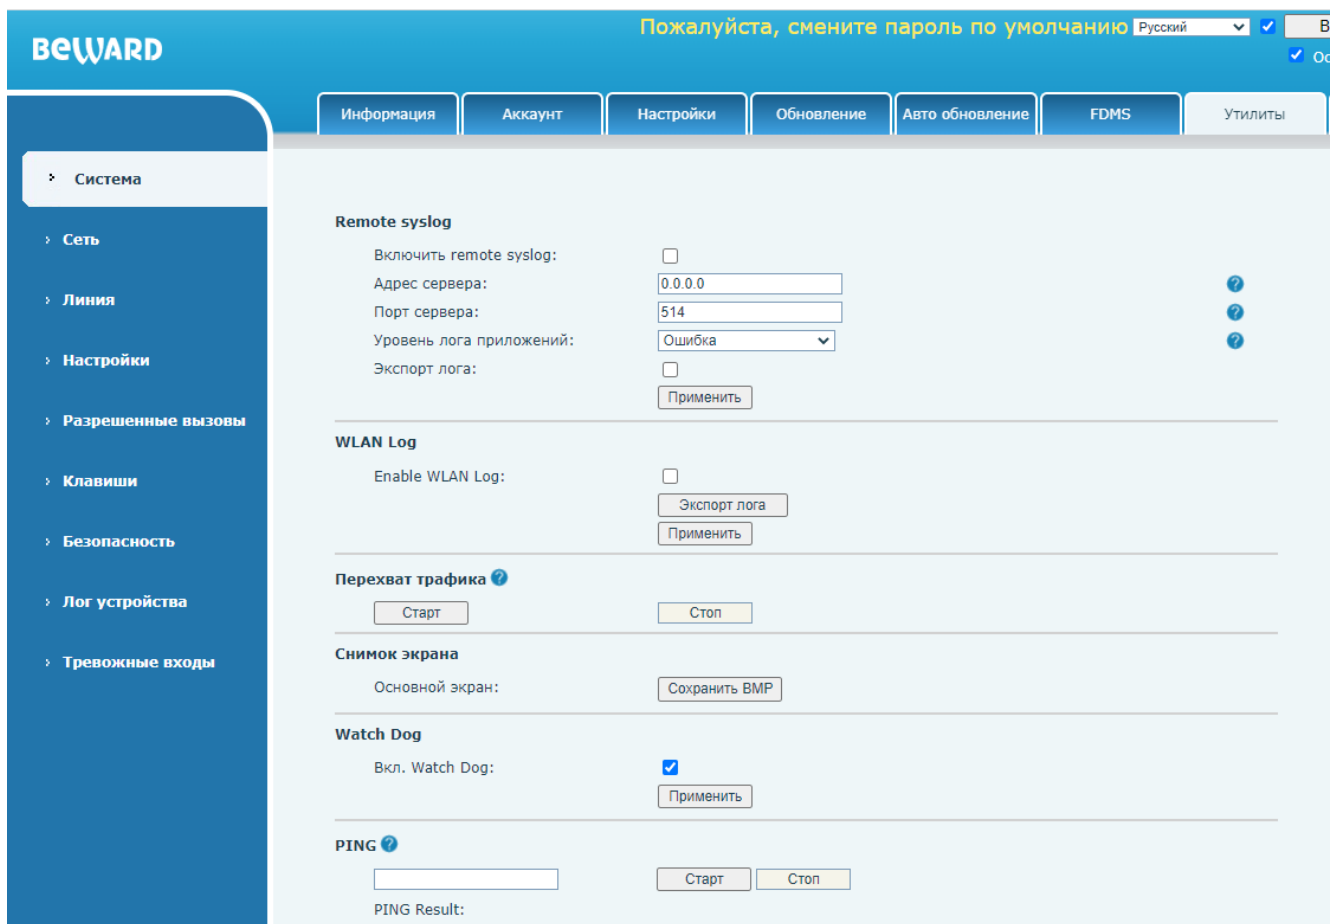 Пожалуйста, смените пароль по умолчанию Русский
BEWARD
Информация Аккаунт Настройки Обновление Авто обновление FDMS Утилиты
Система
Сеть
Линия
Настройки
Разрешенные вызовы
Клавиши
Безопасность
Лог устройства
Тревожные входы
Remote syslog
Включить remote syslog:
Адрес сервера: 0.0.0.0
Порт сервера: 514
Уровень лога приложений: Ошибка
Экспорт лога:
Применить
WLAN Log
Enable WLAN Log:
Экспорт лога
Применить
Перехват трафика
Старт Стоп
Снимок экрана
Основной экран: Сохранить BMP
Watch Dog
Вкл. Watch Dog:
Применить
PING
Старт Стоп
PING Result: